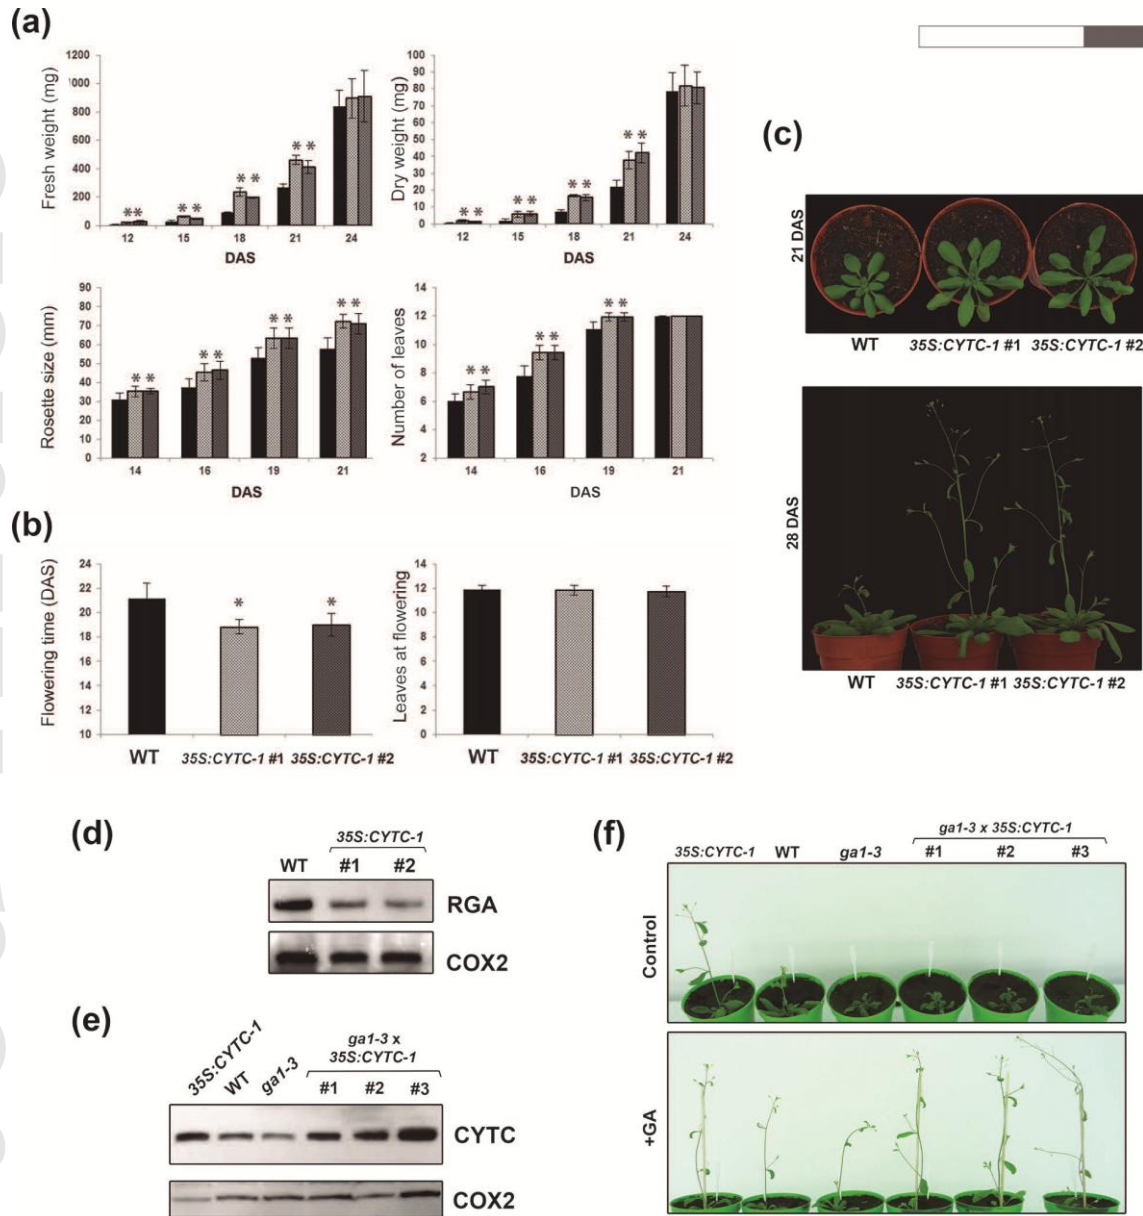 (a)
Fresh weight (mg)
1200
1000
800
600
400
200
0
* *
* *
* *
* *
12 15 18 21 24
DAS
Dry weight (mg)
100
90
80
70
60
50
40
30
20
10
0
* *
* *
* *
* *
12 15 18 21 24
DAS
Rosette size (mm)
90
80
70
60
50
40
30
20
10
0
* *
* *
* *
* *
14 16 19 21
DAS
Number of leaves
14
12
10
8
6
4
2
* *
* *
* *
14 16 19 21
DAS
(b)
Flowering time (DAS)
24
22
20
18
16
14
12
10
* *
WT 35S:CYTC-1 #1 35S:CYTC-1 #2
Leaves at flowering
14
12
10
8
6
4
2
0
WT 35S:CYTC-1 #1 35S:CYTC-1 #2
(c)
21 DAS
WT 35S:CYTC-1 #1 35S:CYTC-1 #2
28 DAS
WT 35S:CYTC-1 #1 35S:CYTC-1 #2
(d)
35S:CYTC-1
WT #1 #2
RGA
COX2
(e)
35S:CYTC-1 WT ga1-3
ga1-3 x
35S:CYTC-1
#1 #2 #3
CYTC
COX2
(f)
ga1-3 x 35S:CYTC-1
35S:CYTC-1 WT ga1-3 #1 #2 #3
Control
+GA